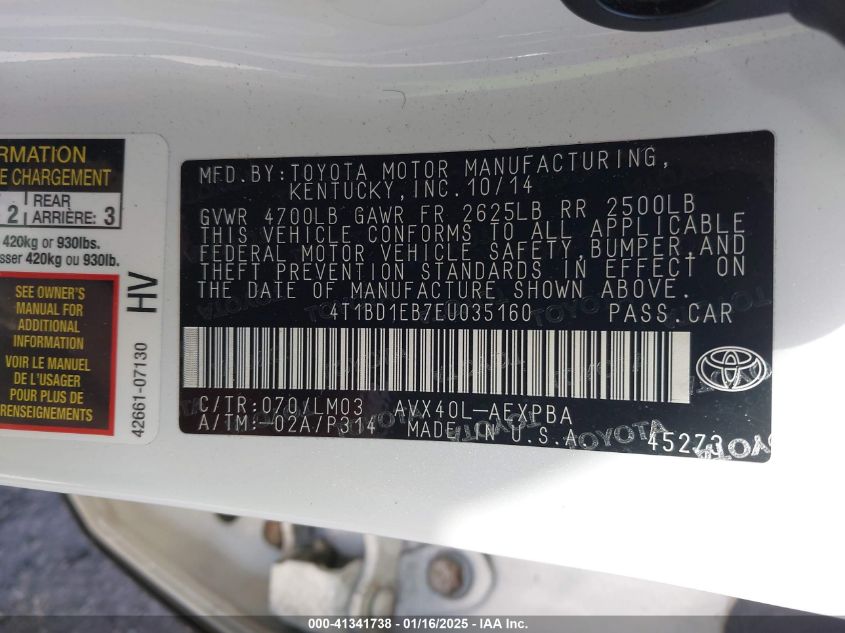 RMATION
E CHARGEMENT
2 REAR ARRIÈRE: 3
420kg or 930lbs.
sser 420kg ou 930lb.
SEE OWNER'S
MANUAL FOR
ADDITIONAL
INFORMATION
LE MANUEL
DE L'USAGER
POUR PLUS DE
RENSEIGNEMENTS
HV
42661-07130
MFD.BY:TOYOTA MOTOR MANUFACTURING,
KENTUCKY,INC.10/14
GVWR 4700LB GAWR FR 2625LB RR 2500LB
THIS VEHICLE CONFORMS TO ALL APPLICABLE
FEDERAL MOTOR VEHICLE SAFETY,BUMPER,AND
THEFT PREVENTION STANDARDS IN EFFECT ON
THE DATE OF MANUFACTURE SHOWN ABOVE.
4T1BD1EB7EU035160 PASS.CAR
C/TR:070/LM03 AVX40L-AEXPBA
A/TM:-02A/P314 MADE IN U.S.A. TOYOTA 45273
000-41341738 - 01/16/2025 - IAAI.COM